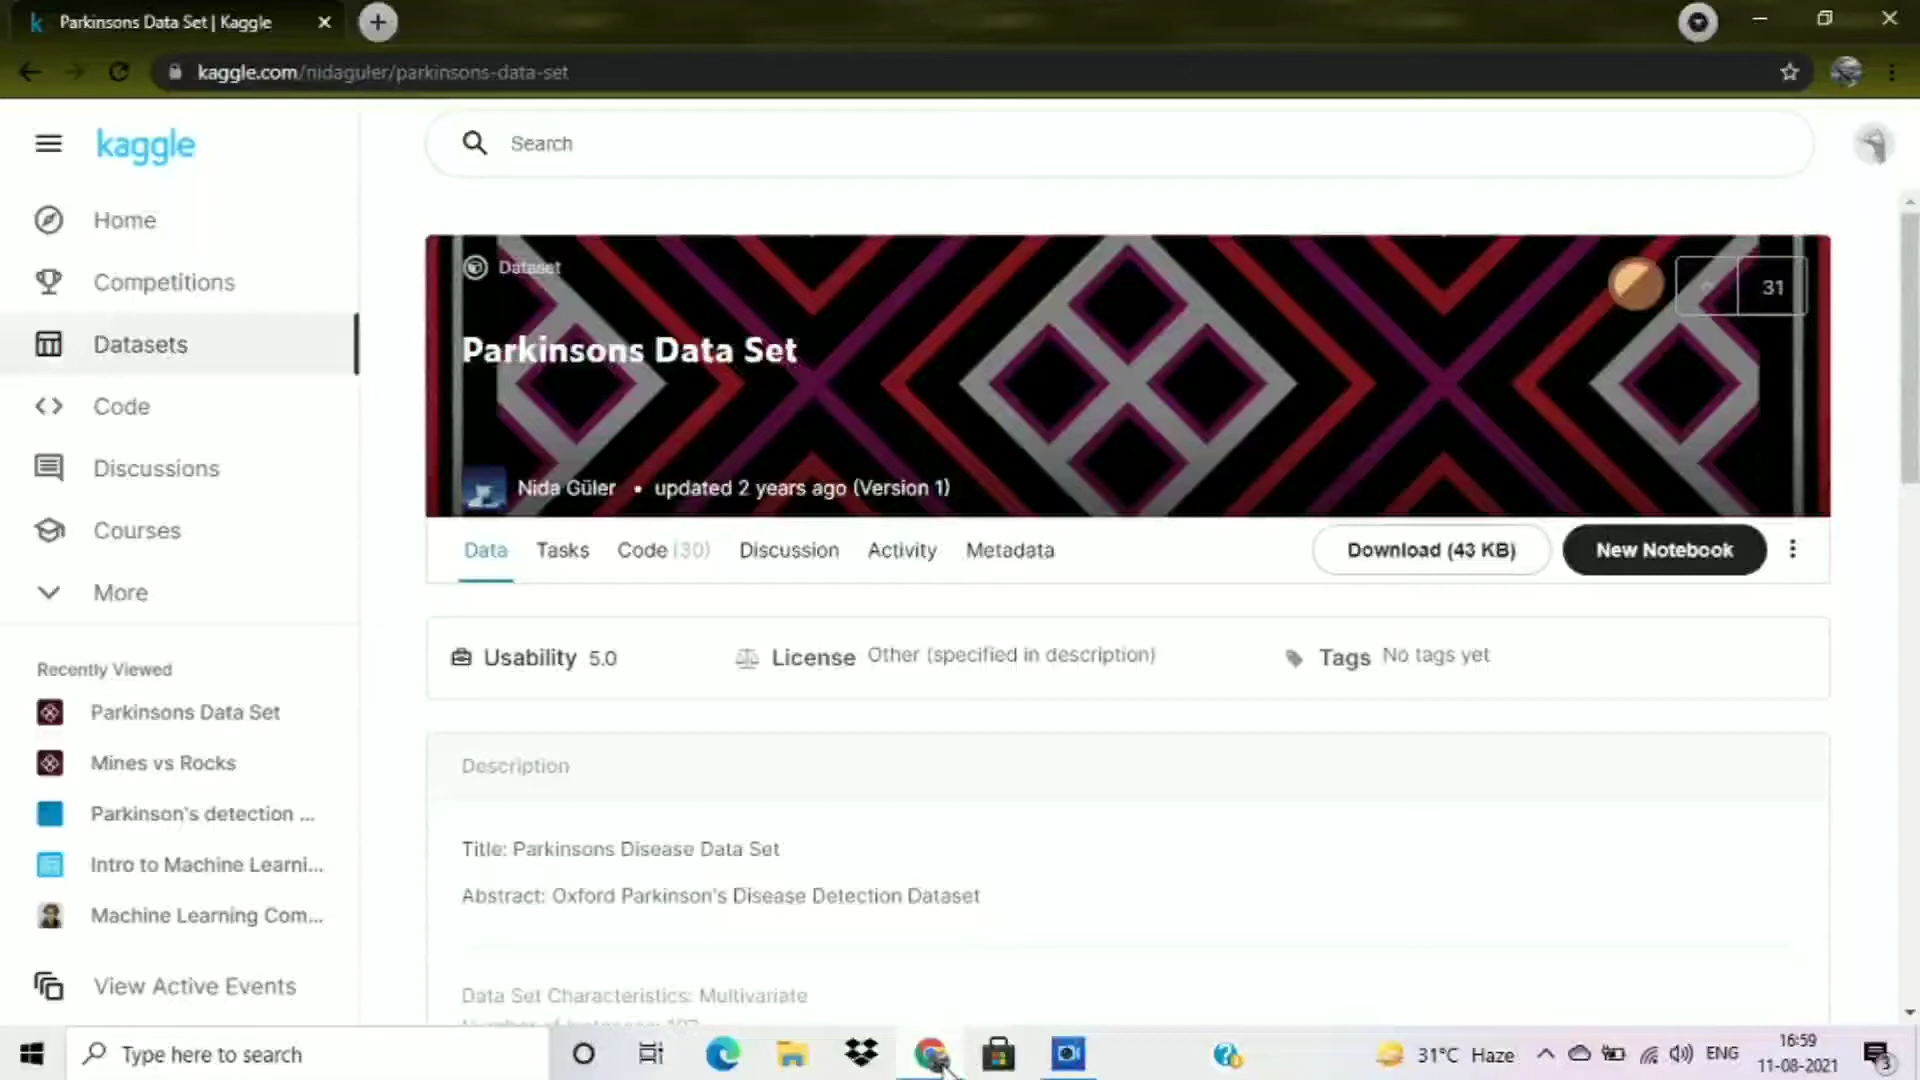 Parkinsons Data Set | Kaggle
kaggle.com/nidaguler/parkinsons-data-set
kaggle
Search
Home
Competitions
Datasets
Code
Discussions
Courses
More
Recently Viewed
Parkinsons Data Set
Mines vs Rocks
Parkinson's detection ...
Intro to Machine Learni...
Machine Learning Com...
View Active Events
Dataset
31
Parkinsons Data Set
Nida Güler • updated 2 years ago (Version 1)
Data Tasks Code (30) Discussion Activity Metadata
Download (43 KB) New Notebook
Usability 5.0 License Other (specified in description) Tags No tags yet
Description
Title: Parkinsons Disease Data Set
Abstract: Oxford Parkinson's Disease Detection Dataset
Data Set Characteristics: Multivariate
Type here to search
31°C Haze ENG
16:59
11-08-2021
3